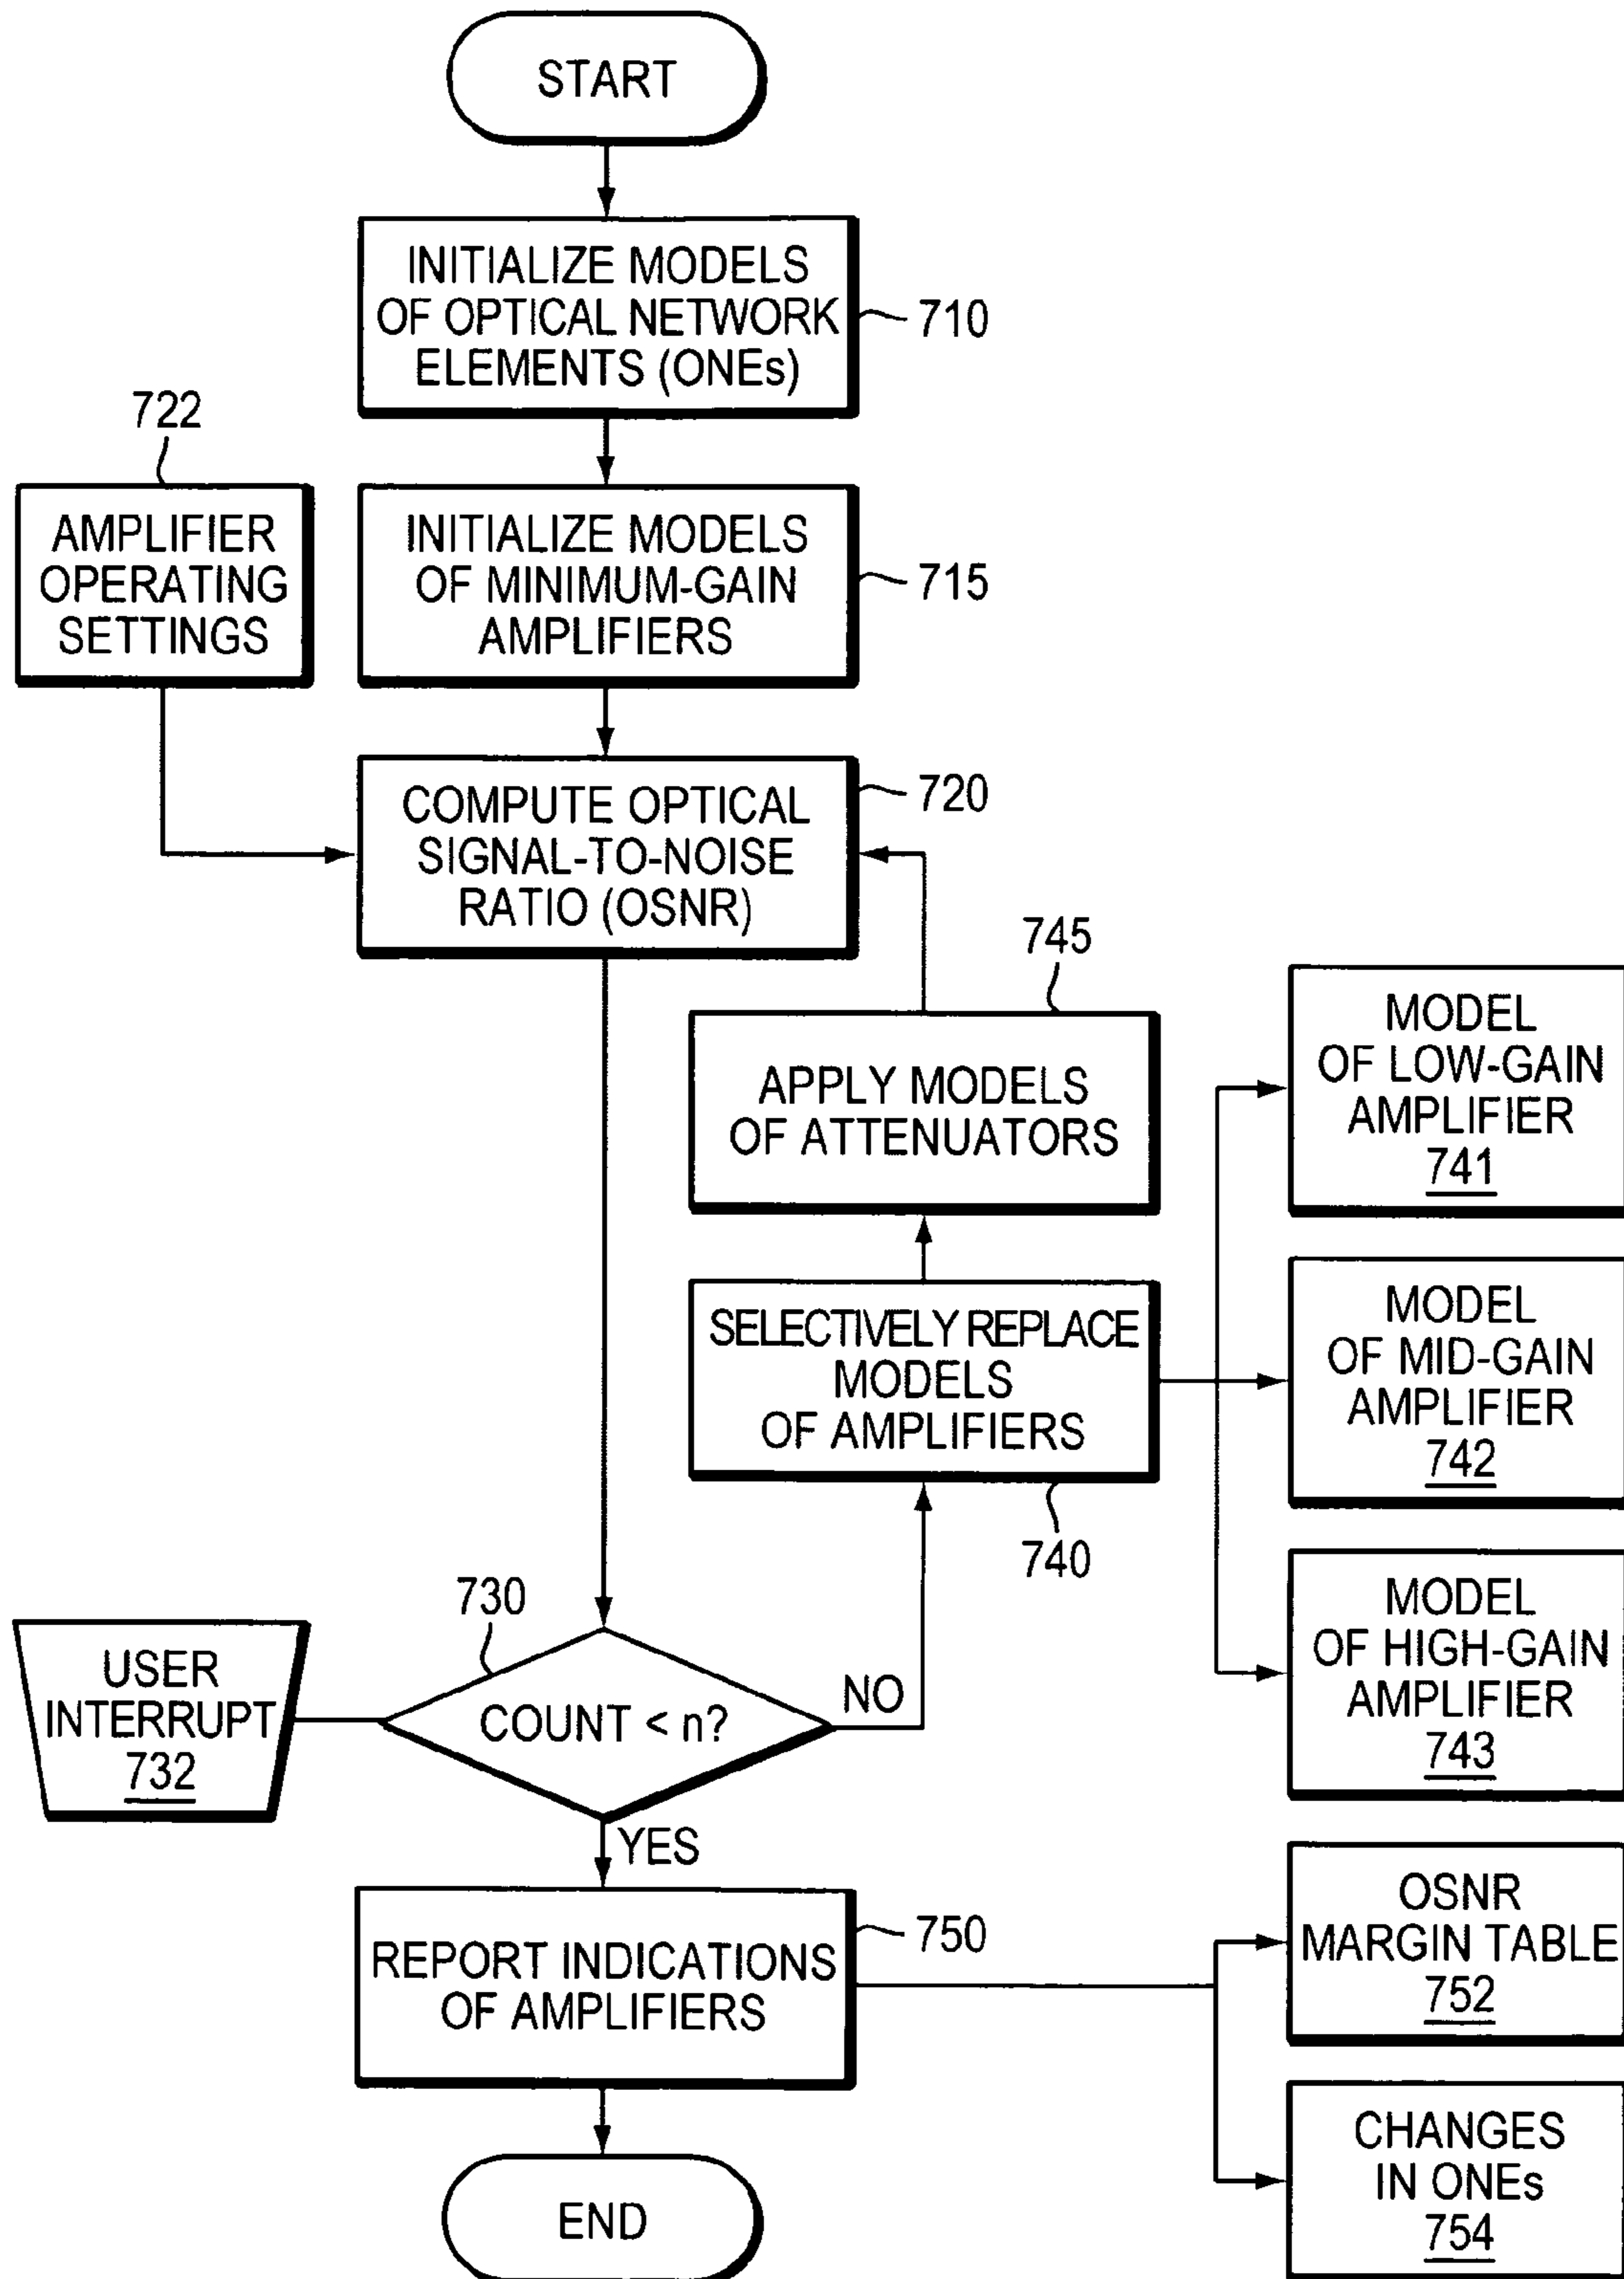 START
INITIALIZE MODELS
OF OPTICAL NETWORK
ELEMENTS (ONEs)
710
722
AMPLIFIER
OPERATING
SETTINGS
INITIALIZE MODELS
OF MINIMUM-GAIN
AMPLIFIERS
715
COMPUTE OPTICAL
SIGNAL-TO-NOISE
RATIO (OSNR)
720
745
APPLY MODELS
OF ATTENUATORS
MODEL
OF LOW-GAIN
AMPLIFIER
741
SELECTIVELY REPLACE
MODELS
OF AMPLIFIERS
740
MODEL
OF MID-GAIN
AMPLIFIER
742
MODEL
OF HIGH-GAIN
AMPLIFIER
743
730
USER
INTERRUPT
732
COUNT < n?
NO
YES
REPORT INDICATIONS
OF AMPLIFIERS
750
OSNR
MARGIN TABLE
752
CHANGES
IN ONEs
754
END